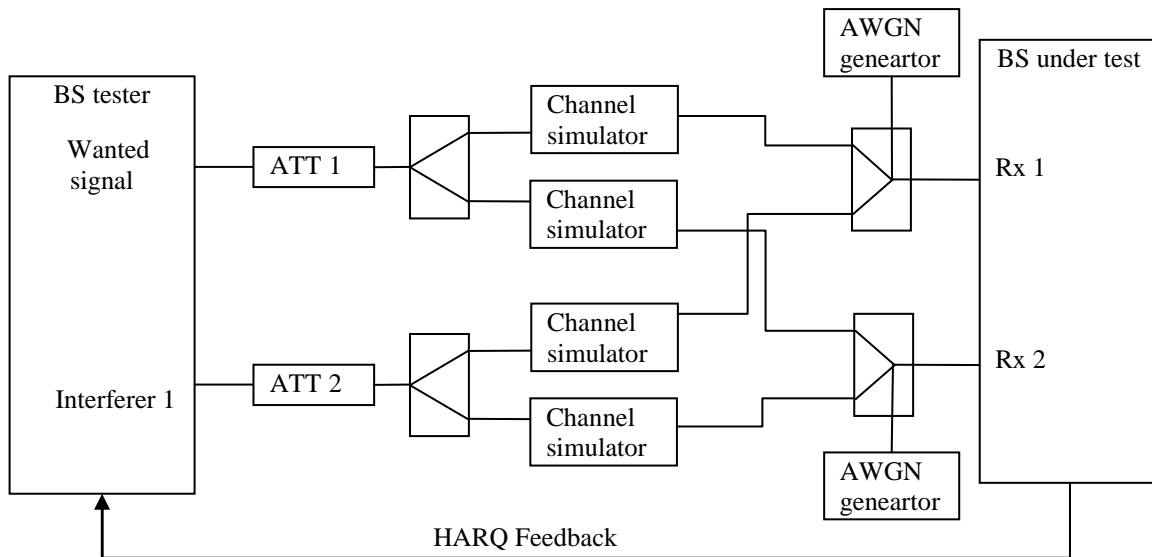 AWGN
geneartor
BS under test
BS tester
Wanted
signal
ATT 1
Channel
simulator
Channel
simulator
Rx 1
Interferer 1
ATT 2
Channel
simulator
Channel
simulator
Rx 2
AWGN
geneartor
HARQ Feedback